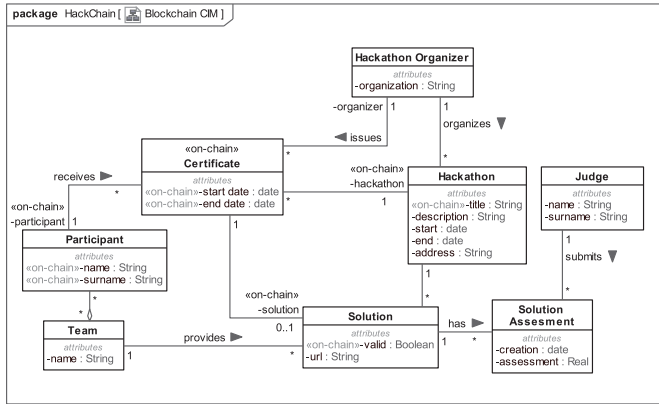 package HackChain [ Blockchain CIM ]
Hackathon Organizer
attributes
-organization : String
-organizer 1
1
issues
organizes
*
*
«on-chain»
Certificate
attributes
«on-chain»-start date : date
«on-chain»-end date : date
receives
*
«on-chain»
-participant 1
«on-chain»
-hackathon
*
1
Hackathon
attributes
«on-chain»-title : String
-description : String
-start : date
-end : date
-address : String
Judge
attributes
-name : String
-surname : String
1
submits
*
Participant
attributes
«on-chain»-name : String
«on-chain»-surname : String
*
*
1
«on-chain»
-solution
0..1
1
*
Team
attributes
-name : String
provides
1
*
Solution
attributes
«on-chain»-valid : Boolean
-url : String
has
1
*
Solution
Assesment
attributes
-creation : date
-assessment : Real